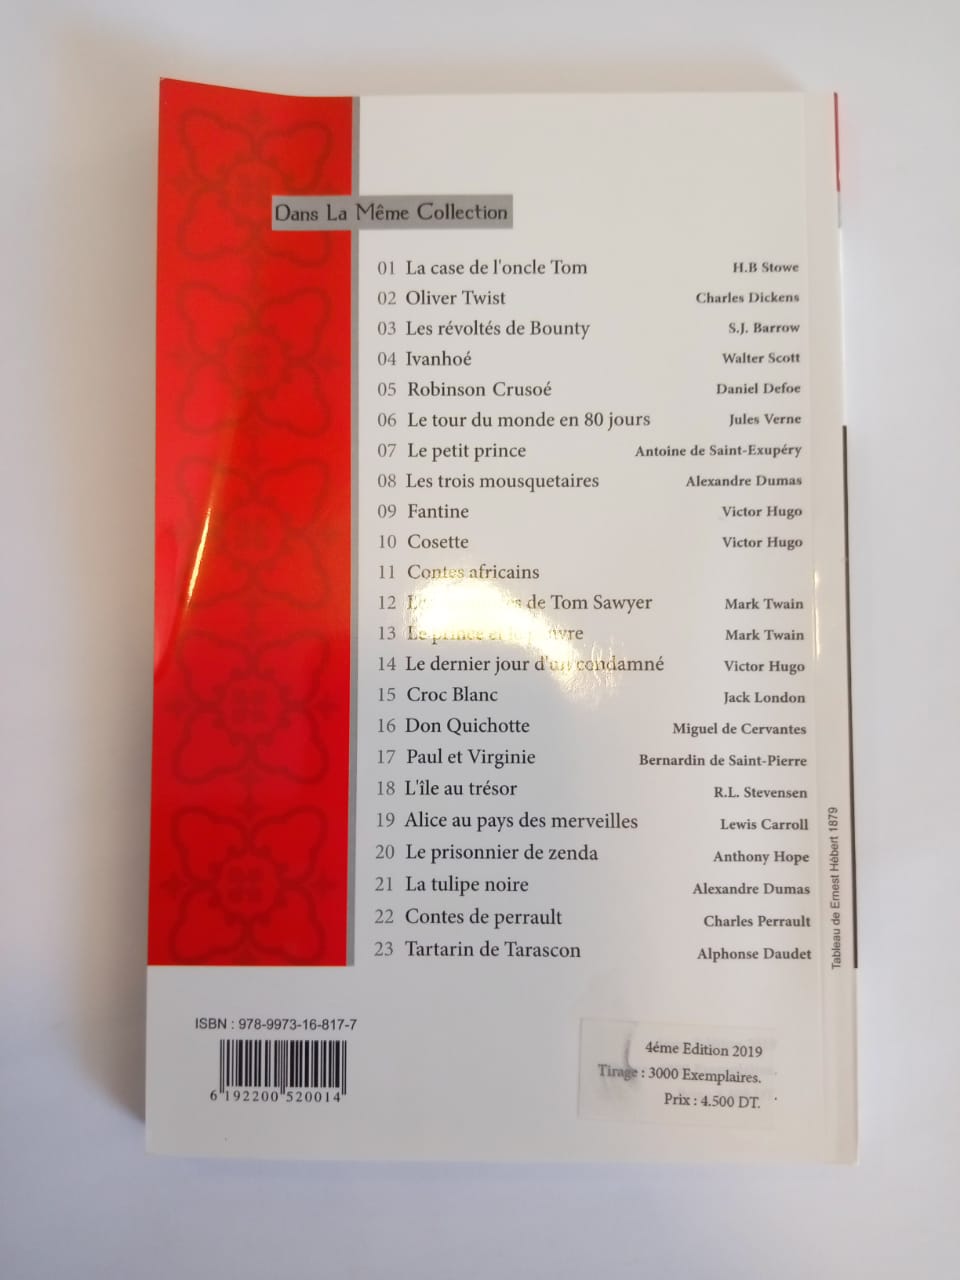 Dans La Même Collection
01 La case de l'oncle Tom H.B Stowe
02 Oliver Twist Charles Dickens
03 Les révoltés de Bounty S.J. Barrow
04 Ivanhoé Walter Scott
05 Robinson Crusoé Daniel Defoe
06 Le tour du monde en 80 jours Jules Verne
07 Le petit prince Antoine de Saint-Exupéry
08 Les trois mousquetaires Alexandre Dumas
09 Fantine Victor Hugo
10 Cosette Victor Hugo
11 Contes africains
12 de Tom Sawyer Mark Twain
13 Le prince et Mark Twain
14 Le dernier jour d'un condamné Victor Hugo
15 Croc Blanc Jack London
16 Don Quichotte Miguel de Cervantes
17 Paul et Virginie Bernardin de Saint-Pierre
18 L'île au trésor R.L. Stevensen
19 Alice au pays des merveilles Lewis Carroll
20 Le prisonnier de zenda Anthony Hope
21 La tulipe noire Alexandre Dumas
22 Contes de perrault Charles Perrault
23 Tartarin de Tarascon Alphonse Daudet
Tableau de Ernest Hébert 1879
ISBN : 978-9973-16-817-7
6 192200 520014
4éme Edition 2019
Tirage : 3000 Exemplaires.
Prix : 4.500 DT.